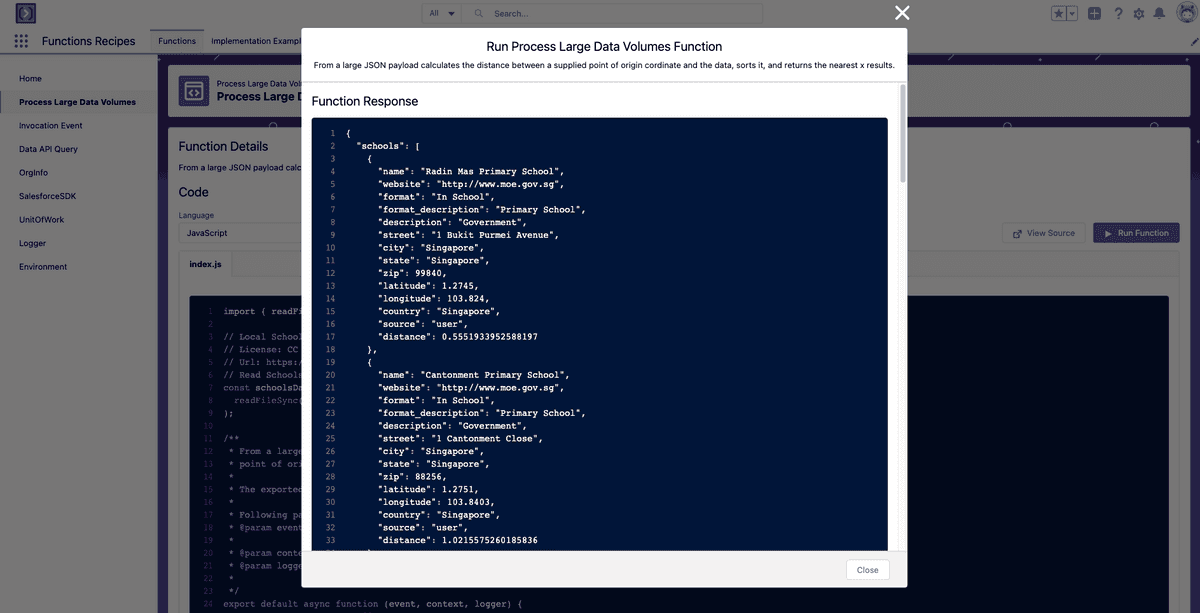 All
Search...
Functions Recipes
Functions
Implementation Exampl
Home
Process Large Data Volumes
Invocation Event
Data API Query
OrgInfo
SalesforceSDK
UnitOfWork
Logger
Environment
Process Large Data Vol
Process Large D
Function Details
From a large JSON payload calc
Code
Language
JavaScript
View Source
Run Function
index.js
1 import { readFi
2
3 // Local School
4 // License: CC
5 // Url: https:/
6 // Read Schools
7 const schoolsDa
8 readFileSync(
9 );
10
11 /**
12 * From a large
13 * point of ori
14 *
15 * The exported
16 *
17 * Following pa
18 * @param event
19 *
20 * @param conte
21 * @param logge
22 *
23 */
24 export default async function (event, context, logger) {
Run Process Large Data Volumes Function
From a large JSON payload calculates the distance between a supplied point of origin cordinate and the data, sorts it, and returns the nearest x results.
Function Response
1 {
2 "schools": [
3 {
4 "name": "Radin Mas Primary School",
5 "website": "http://www.moe.gov.sg",
6 "format": "In School",
7 "format_description": "Primary School",
8 "description": "Government",
9 "street": "1 Bukit Purmei Avenue",
10 "city": "Singapore",
11 "state": "Singapore",
12 "zip": 99840,
13 "latitude": 1.2745,
14 "longitude": 103.824,
15 "country": "Singapore",
16 "source": "user",
17 "distance": 0.5551933952588197
18 },
19 {
20 "name": "Cantonment Primary School",
21 "website": "http://www.moe.gov.sg",
22 "format": "In School",
23 "format_description": "Primary School",
24 "description": "Government",
25 "street": "1 Cantonment Close",
26 "city": "Singapore",
27 "state": "Singapore",
28 "zip": 88256,
29 "latitude": 1.2751,
30 "longitude": 103.8403,
31 "country": "Singapore",
32 "source": "user",
33 "distance": 1.0215575260185836
Close